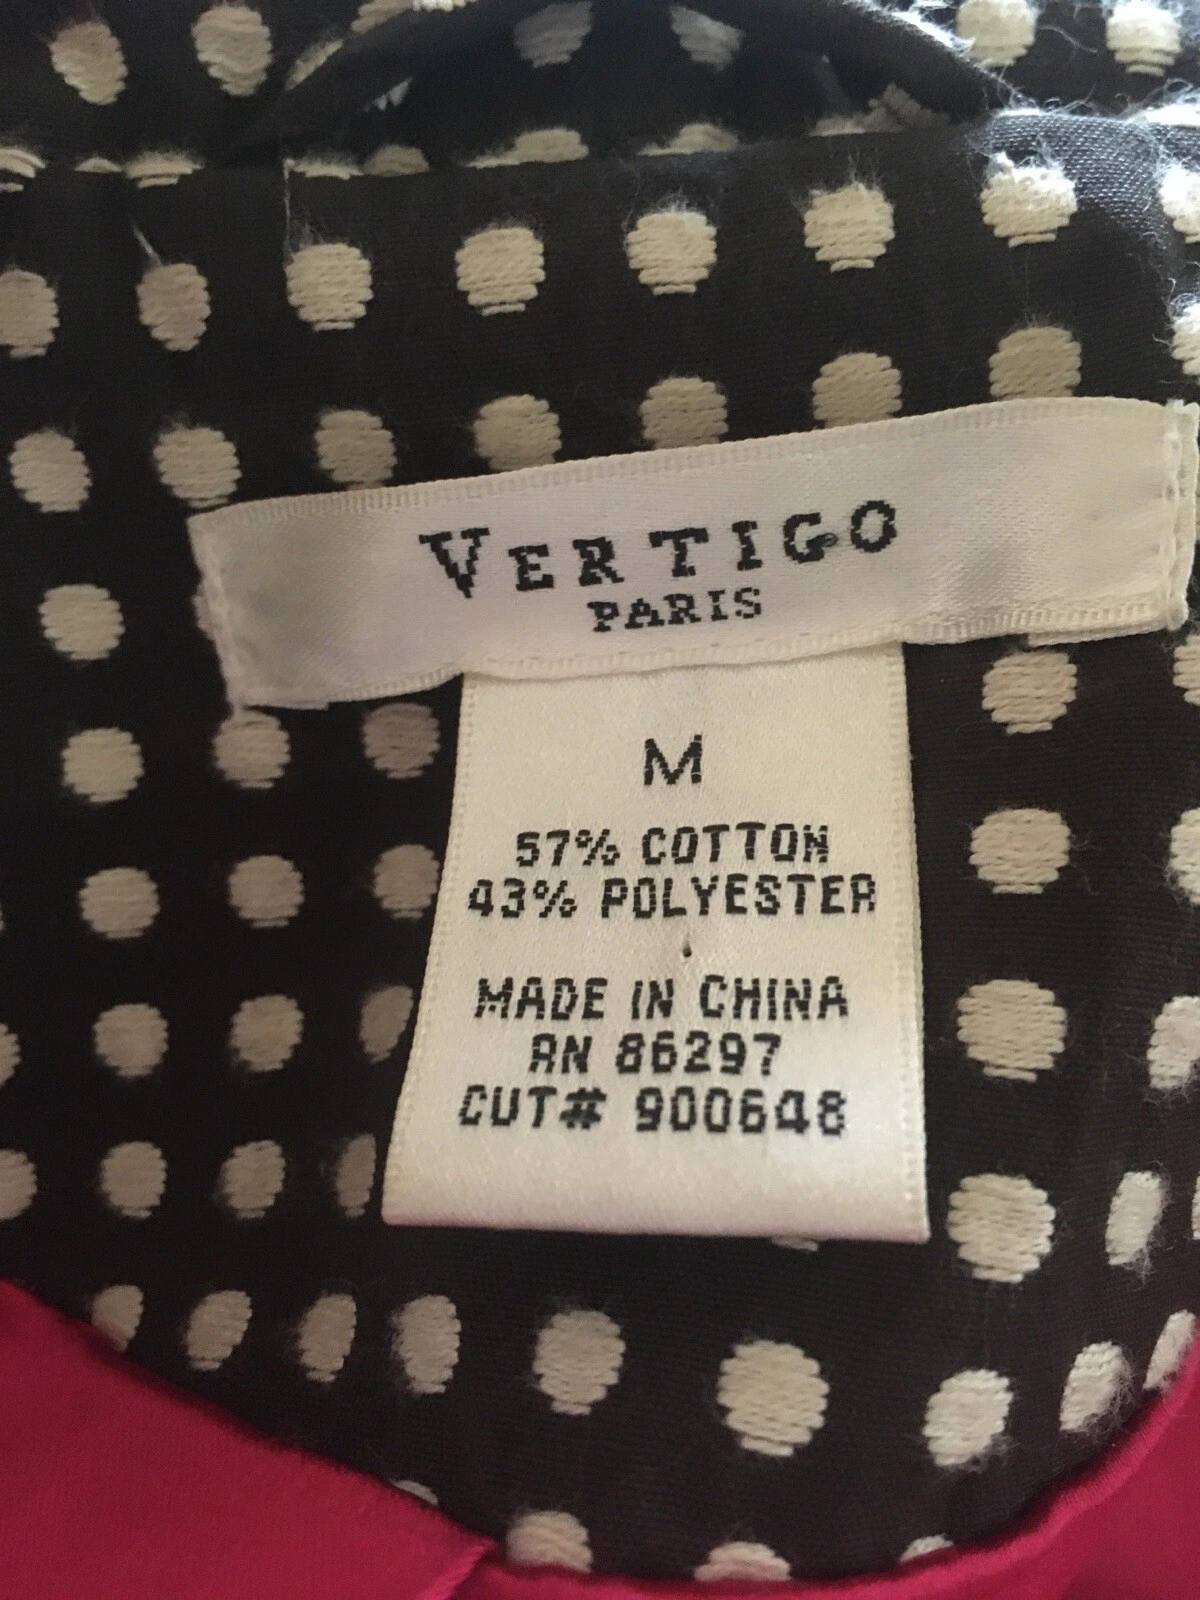 VERTIGO
PARIS
M
57% COTTON
43% POLYESTER
MADE IN CHINA
RN 86297
CUT# 900648